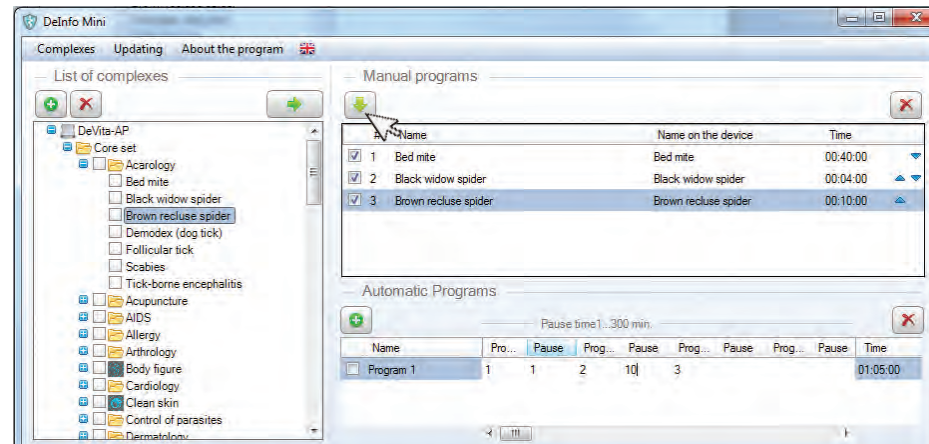 DeInfo Mini
Complexes Updating About the program
List of complexes
DeVita-AP
Core set
Acarology
Bed mite
Black widow spider
Brown recluse spider
Demodex (dog tick)
Follicular tick
Scabies
Tick-borne encephalitis
Acupuncture
AIDS
Allergy
Arthrology
Body figure
Cardiology
Clean skin
Control of parasites
Dermatology
Manual programs
# Name Name on the device Time
1 Bed mite Bed mite 00:40:00
2 Black widow spider Black widow spider 00:04:00
3 Brown recluse spider Brown recluse spider 00:10:00
Automatic Programs
Pause time1...300 min.
Name Pro... Pause Prog... Pause Prog... Pause Prog... Pause Time
Program 1 1 1 2 10 3 01:05:00